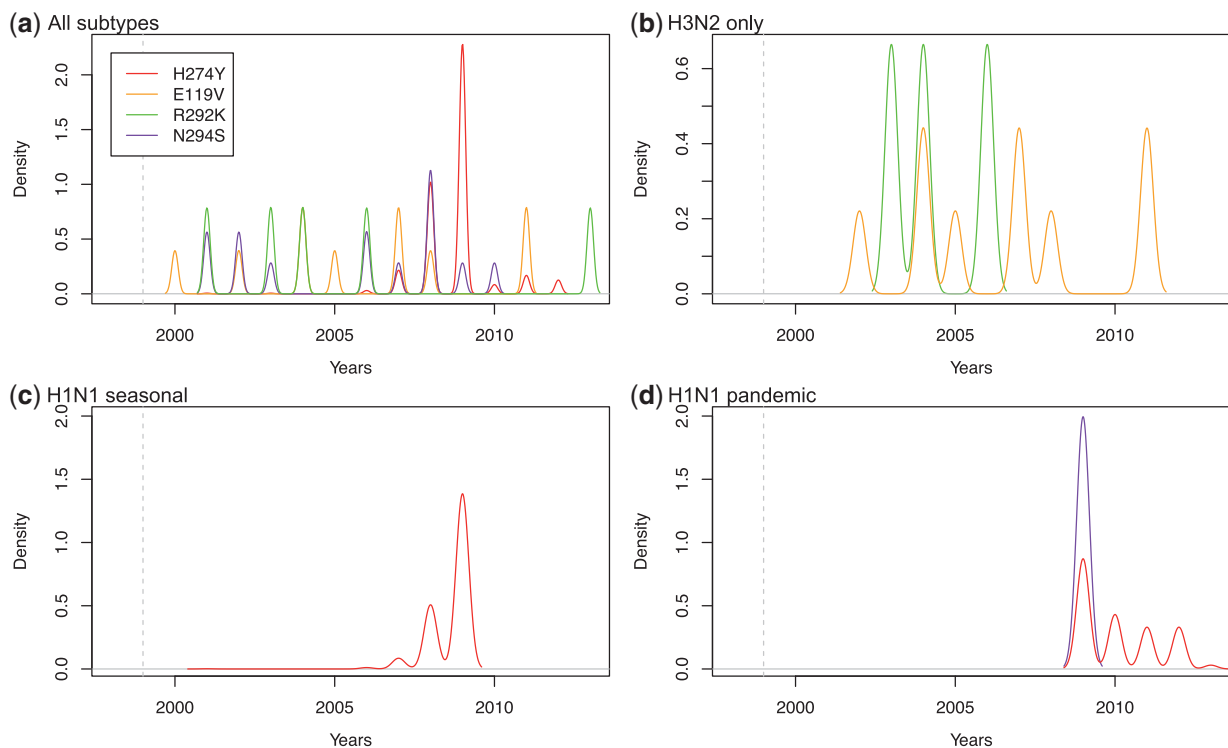 (a) All subtypes
H274Y
E119V
R292K
N294S
Density
0.0 0.5 1.0 1.5 2.0
2000 2005 2010
Years
(b) H3N2 only
Density
0.0 0.2 0.4 0.6
2000 2005 2010
Years
(c) H1N1 seasonal
Density
0.0 0.5 1.0 1.5 2.0
2000 2005 2010
Years
(d) H1N1 pandemic
Density
0.0 0.5 1.0 1.5 2.0
2000 2005 2010
Years